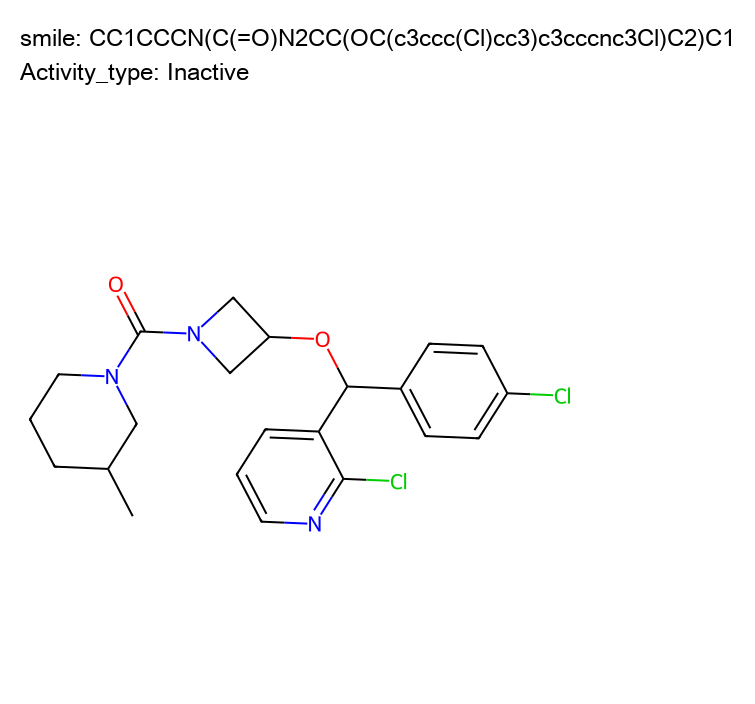 smile: CC1CCCN(C(=O)N2CC(OC(c3ccc(Cl)cc3)c3cccnc3Cl)C2)C1
Activity_type: Inactive
O
N
O
N
Cl
Cl
N